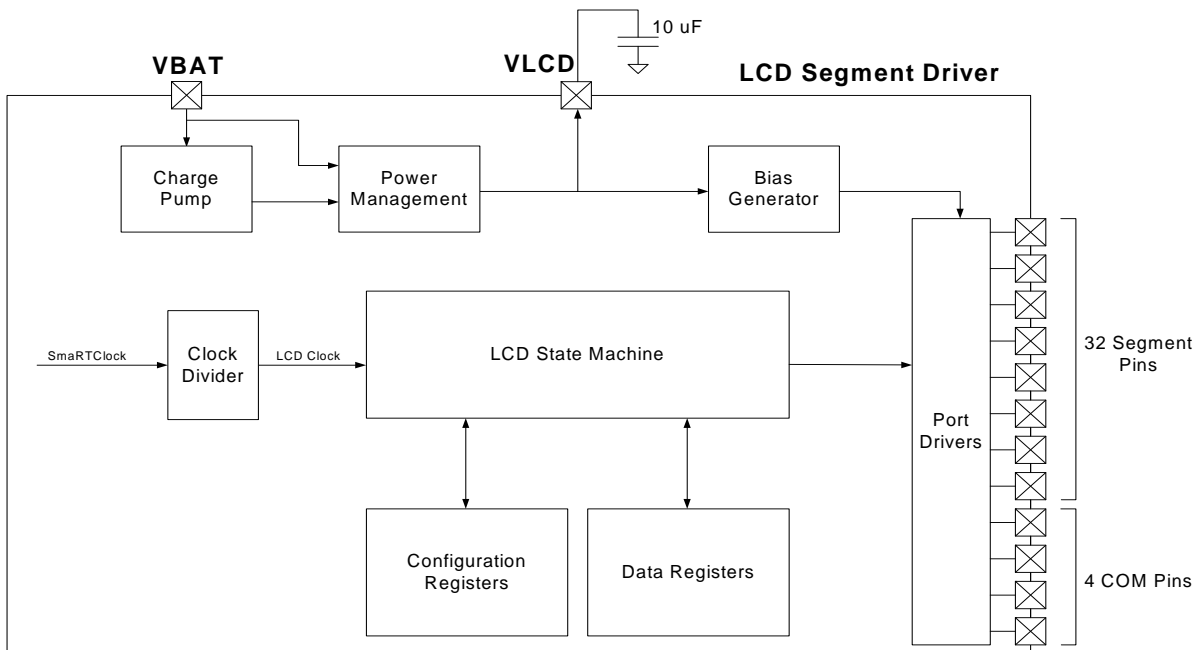 10 uF
VBAT
VLCD
LCD Segment Driver
Charge
Pump
Power
Management
Bias
Generator
SmaRTClock
Clock
Divider
LCD Clock
LCD State Machine
Port
Drivers
32 Segment
Pins
Configuration
Registers
Data Registers
4 COM Pins